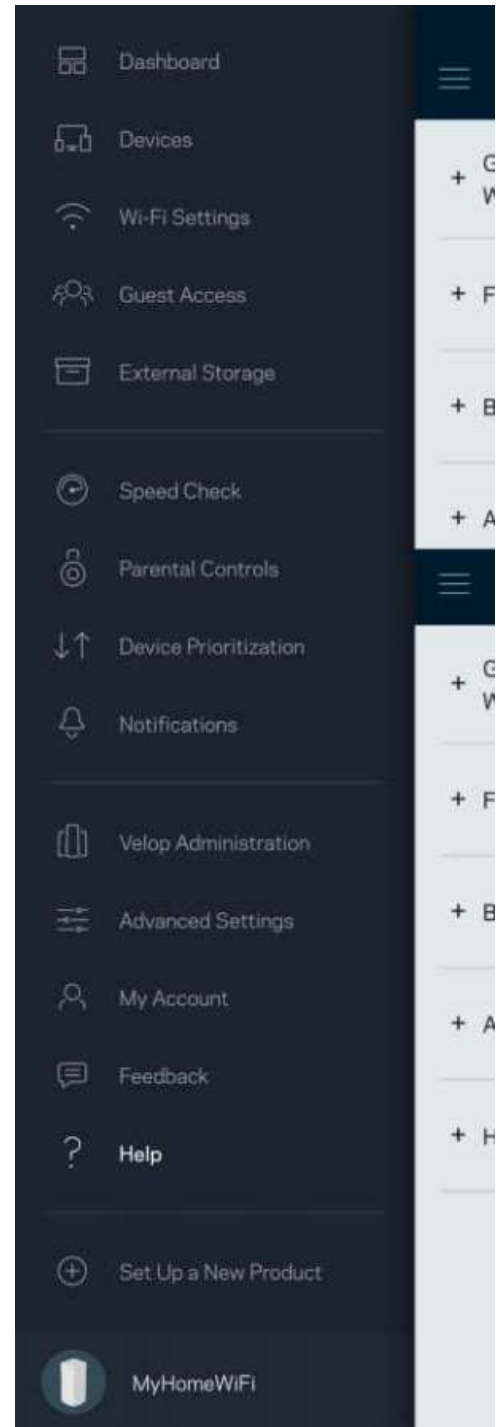 Dashboard
Devices
Wi-Fi Settings
Guest Access
External Storage
Speed Check
Parental Controls
Device Prioritization
Notifications
Velop Administration
Advanced Settings
My Account
Feedback
? Help
Set Up a New Product
MyHomeWiFi
+ G
W
+ F
+ B
+ A
+ G
W
+ F
+ B
+ A
+ H